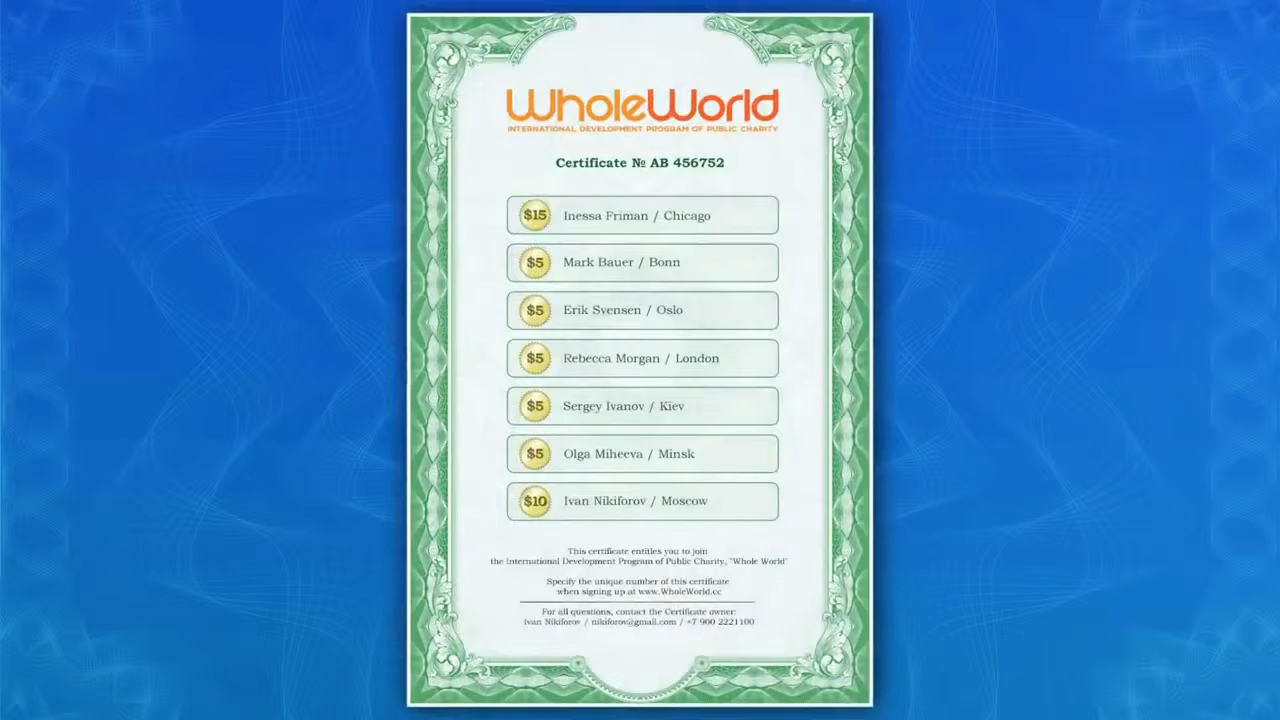 WholeWorld
INTERNATIONAL DEVELOPMENT PROGRAM OF PUBLIC CHARITY
Certificate № AB 456752
$15 Inessa Friman / Chicago
$5 Mark Bauer / Bonn
$5 Erik Svensen / Oslo
$5 Rebecca Morgan / London
$5 Sergey Ivanov / Kiev
$5 Olga Miheeva / Minsk
$10 Ivan Nikiforov / Moscow
This certificate entitles you to join
the International Development Program of Public Charity, "Whole World"
Specify the unique number of this certificate
when signing up at www.WholeWorld.cc
For all questions, contact the Certificate owner:
Ivan Nikiforov / nikiforov@gmail.com / +7 900 2221100